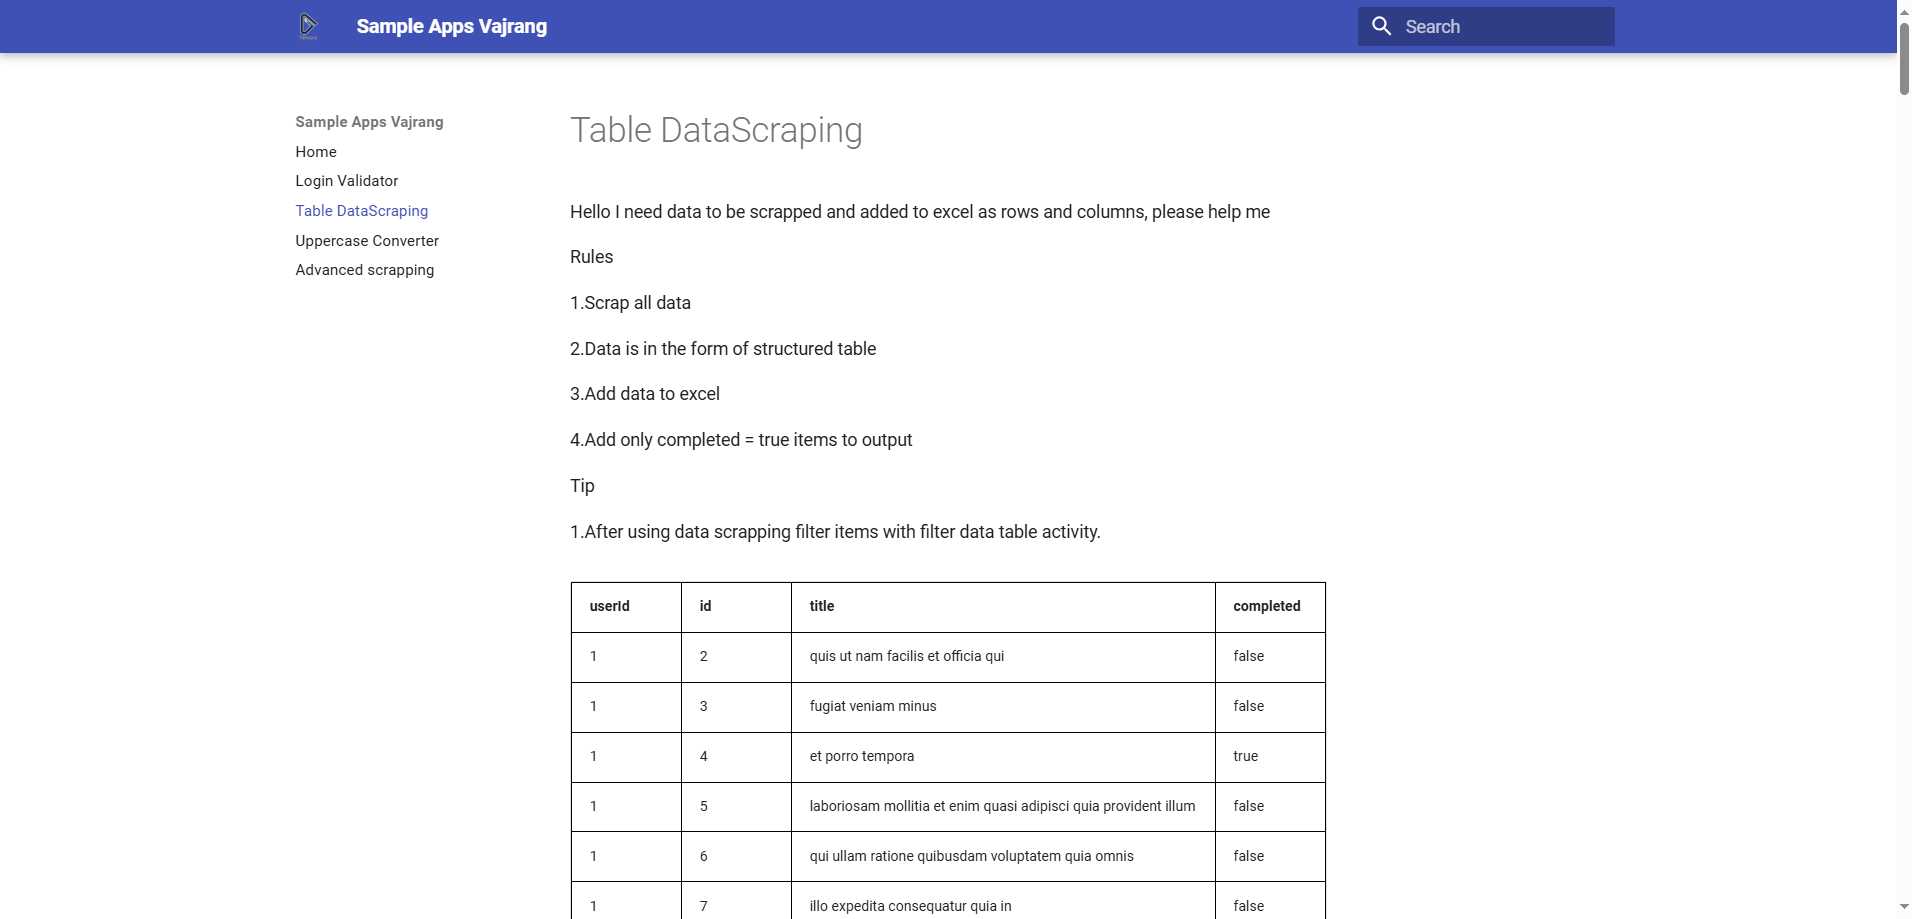 Sample Apps Vajrang
Search
Sample Apps Vajrang
Home
Login Validator
Table DataScraping
Uppercase Converter
Advanced scrapping
Table DataScraping
Hello I need data to be scrapped and added to excel as rows and columns, please help me
Rules
1.Scrap all data
2.Data is in the form of structured table
3.Add data to excel
4.Add only completed = true items to output
Tip
1.After using data scrapping filter items with filter data table activity.
userId id title completed
1 2 quis ut nam facilis et officia qui false
1 3 fugiat veniam minus false
1 4 et porro tempora true
1 5 laboriosam mollitia et enim quasi adipisci quia provident illum false
1 6 qui ullam ratione quibusdam voluptatem quia omnis false
1 7 illo expedita consequatur quia in false